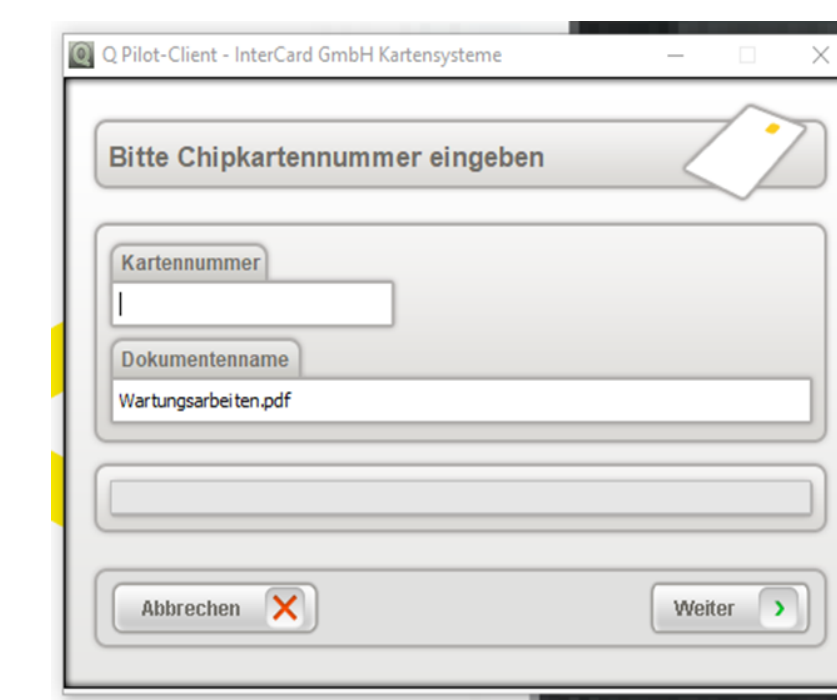 Q Pilot-Client - InterCard GmbH Kartensysteme
Bitte Chipkartennummer eingeben
Kartennummer
Dokumentenname
Wartungsarbeiten.pdf
Abbrechen
Weiter